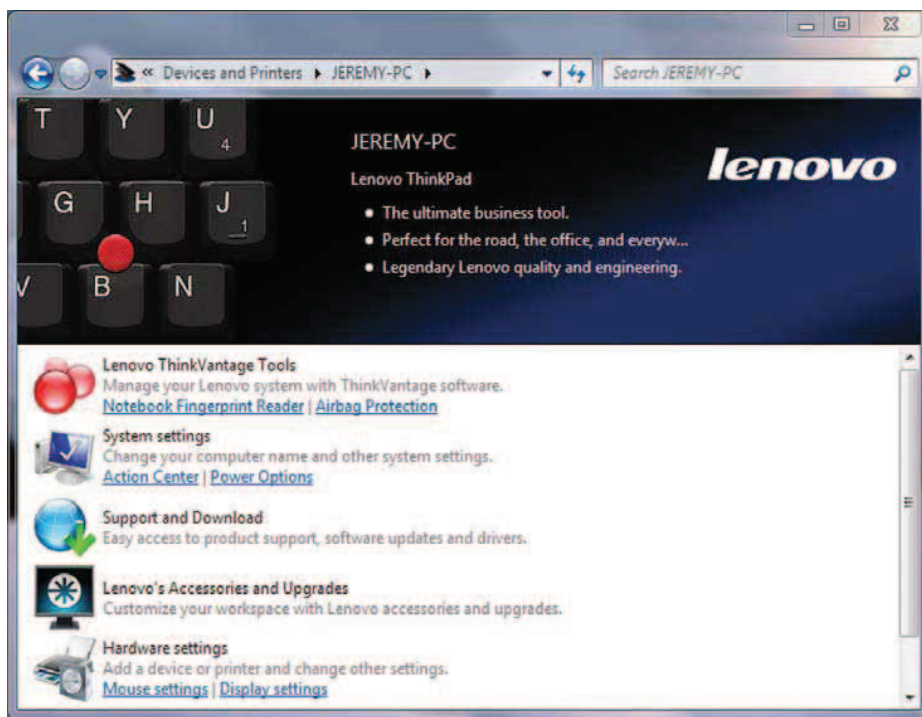 « Devices and Printers ▸ JEREMY-PC ▸
Search JEREMY-PC
T Y U
4
G H J
1
V B N
JEREMY-PC
Lenovo ThinkPad
• The ultimate business tool.
• Perfect for the road, the office, and everyw...
• Legendary Lenovo quality and engineering.
lenovo
Lenovo ThinkVantage Tools
Manage your Lenovo system with ThinkVantage software.
Notebook Fingerprint Reader | Airbag Protection
System settings
Change your computer name and other system settings.
Action Center | Power Options
Support and Download
Easy access to product support, software updates and drivers.
Lenovo's Accessories and Upgrades
Customize your workspace with Lenovo accessories and upgrades.
Hardware settings
Add a device or printer and change other settings.
Mouse settings | Display settings